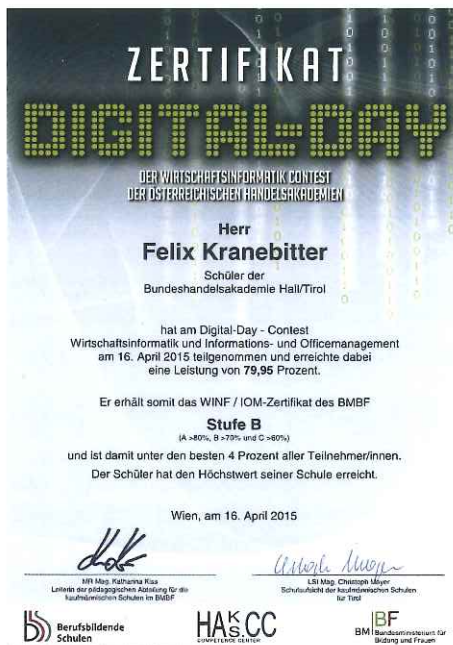 ZERTIFIKAT
DIGITAL-DAY
DER WIRTSCHAFTSINFORMATIK CONTEST
DER ÖSTERREICHISCHEN HANDELSAKADEMIEN
Herr
Felix Kranebitter
Schüler der
Bundeshandelsakademie Hall/Tirol
hat am Digital-Day - Contest
Wirtschaftsinformatik und Informations- und Officemanagement
am 16. April 2015 teilgenommen und erreichte dabei
eine Leistung von 79,95 Prozent.
Er erhält somit das WINF / IOM-Zertifikat des BMBF
Stufe B
(A >80%, B >70% und C >60%)
und ist damit unter den besten 4 Prozent aller Teilnehmer/innen.
Der Schüler hat den Höchstwert seiner Schule erreicht.
Wien, am 16. April 2015
MR Mag. Katharina Kiss
Leiterin der pädagogischen Abteilung für die
kaufmännischen Schulen im BMBF
LSI Mag. Christoph Mayer
Schulaufsicht der kaufmännischen Schulen
für Tirol
Berufsbildende
Schulen
HAK HAS.CC
COMPETENCE CENTER
BMBF
Bundesministerium für
Bildung und Frauen